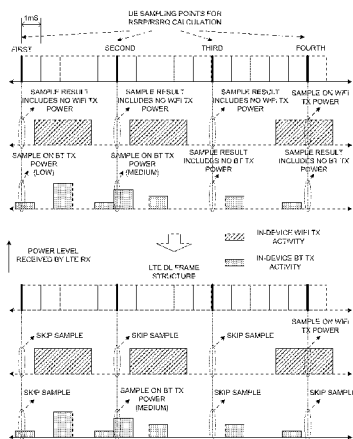 UE SAMPLING POINTS FOR
RSRP/RSRQ CALCULATION
1mS
FIRST
SECOND
THIRD
FOURTH
SAMPLE RESULT
INCLUDES NO WIFI TX
POWER
SAMPLE RESULT
INCLUDES NO WIFI TX
POWER
SAMPLE RESULT
INCLUDES NO WIFI TX
POWER
SAMPLE ON WIFI
TX POWER
SAMPLE ON BT TX
POWER
(LOW)
SAMPLE ON BT TX
POWER
(MEDIUM)
SAMPLE RESULT
INCLUDES NO BT TX
POWER
SAMPLE RESULT
INCLUDES NO BT TX
POWER
POWER LEVEL
RECEIVED BY LTE RX
IN-DEVICE WIFI TX
ACTIVITY
IN-DEVICE BT TX
ACTIVITY
LTE DL FRAME
STRUCTURE
SKIP SAMPLE
SKIP SAMPLE
SKIP SAMPLE
SAMPLE ON WIFI
TX POWER
SKIP SAMPLE
SAMPLE ON BT TX
POWER
(MEDIUM)
SKIP SAMPLE
SKIP SAMPLE